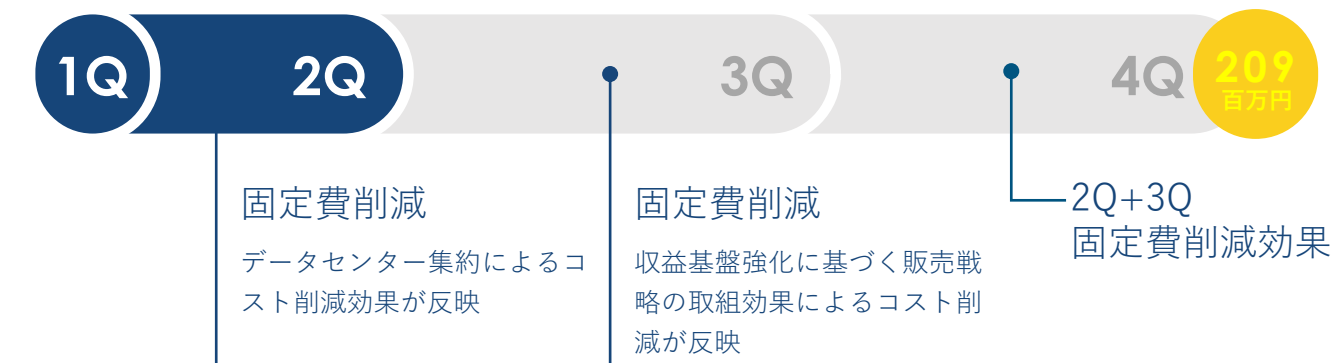 1Q
2Q
3Q
4Q
209
百万円
固定費削減
データセンター集約によるコ
スト削減効果が反映
固定費削減
収益基盤強化に基づく販売戦
略の取組効果によるコスト削
減が反映
2Q+3Q
固定費削減効果